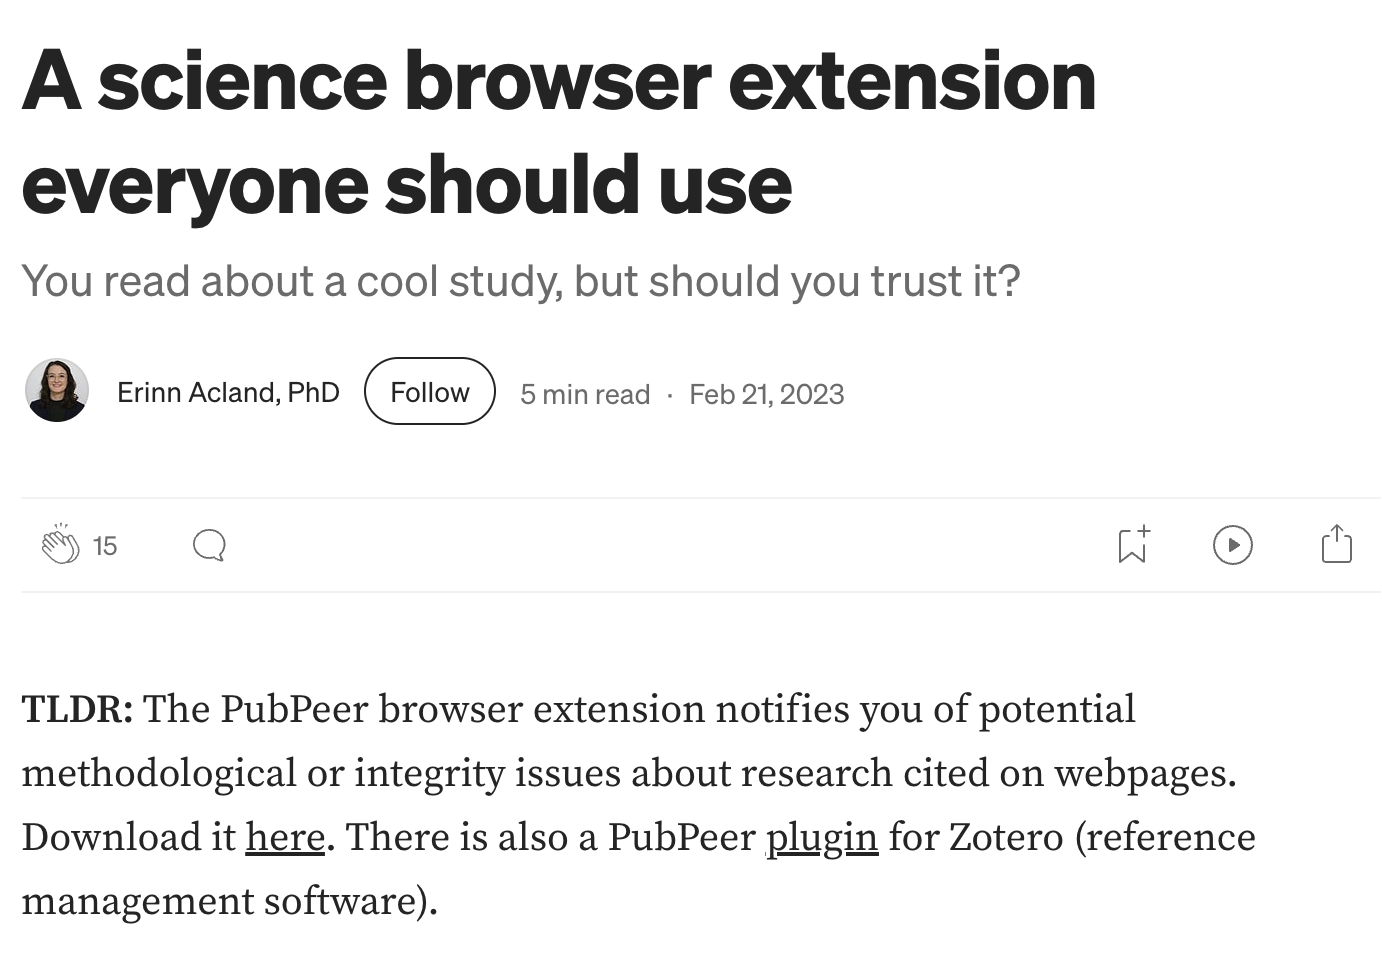 A science browser extension
everyone should use
You read about a cool study, but should you trust it?
Erinn Acland, PhD Follow 5 min read · Feb 21, 2023
15
TLDR: The PubPeer browser extension notifies you of potential
methodological or integrity issues about research cited on webpages.
Download it here. There is also a PubPeer plugin for Zotero (reference
management software).